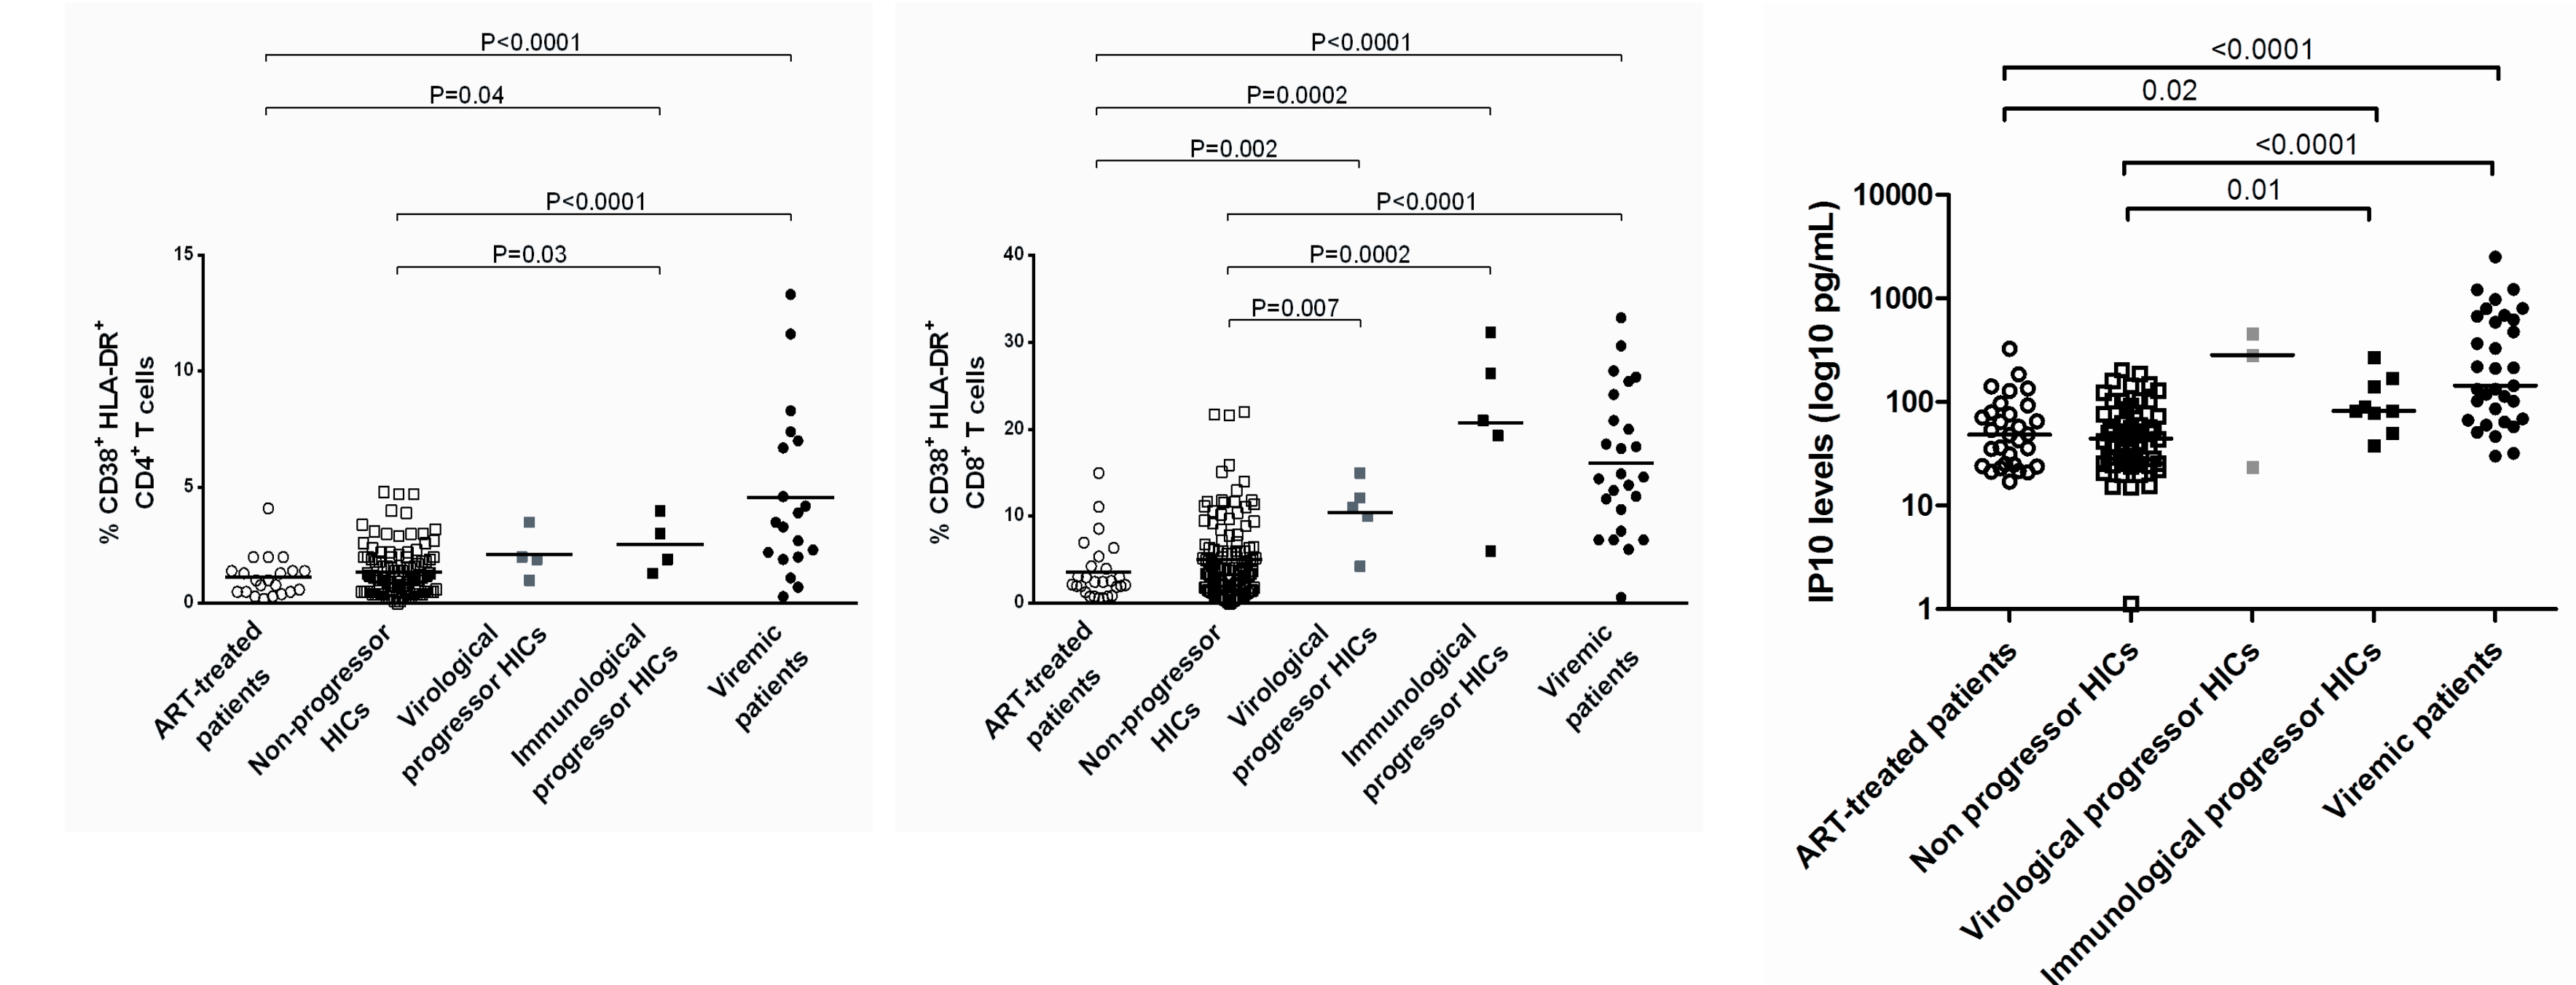 P<0.0001
P=0.04
P<0.0001
P=0.03
15
10
5
0
% CD38+ HLA-DR+
CD4+ T cells
ART-treated
patients
Non-progressor
HICs
Virological
progressor HICs
Immunological
progressor HICs
Viremic
patients
P<0.0001
P=0.0002
P=0.002
P<0.0001
P=0.0002
P=0.007
40
30
20
10
0
% CD38+ HLA-DR+
CD8+ T cells
ART-treated
patients
Non-progressor
HICs
Virological
progressor HICs
Immunological
progressor HICs
Viremic
patients
<0.0001
0.02
<0.0001
0.01
10000
1000
100
10
1
IP10 levels (log10 pg/mL)
ART-treated patients
Non progressor HICs
Virological progressor HICs
Immunological progressor HICs
Viremic patients